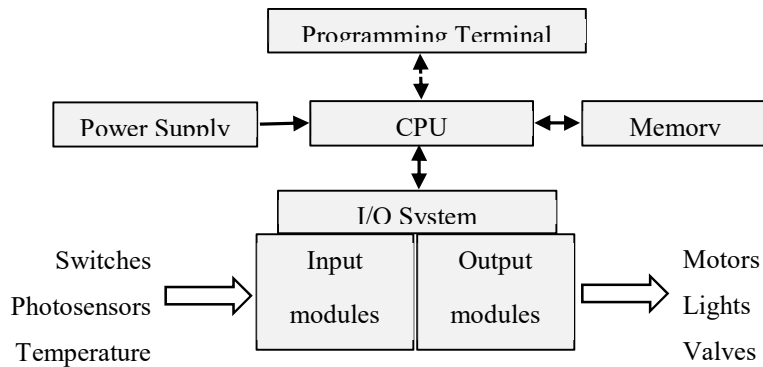 Programming Terminal
Power Supply
CPU
Memory
I/O System
Switches
Photosensors
Temperature
Input
modules
Output
modules
Motors
Lights
Valves